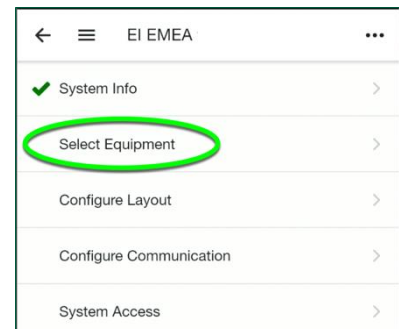 EI EMEA
System Info
Select Equipment
Configure Layout
Configure Communication
System Access